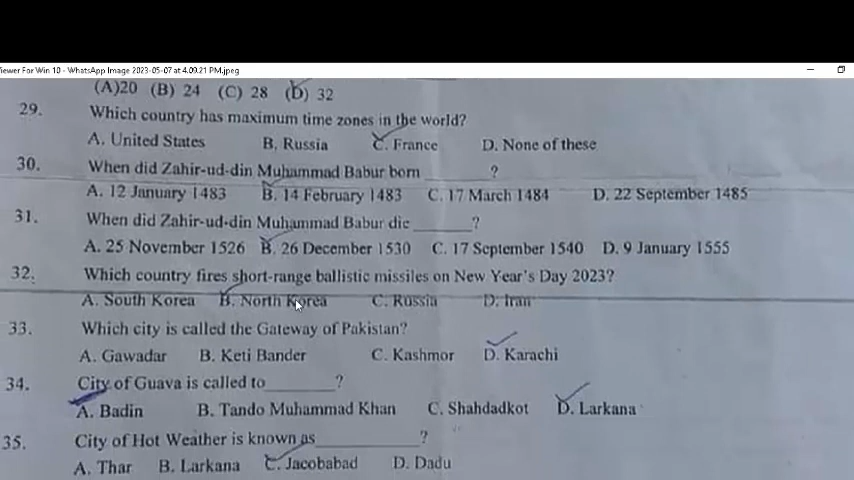 iewer For Win 10 - WhatsApp Image 2023-05-07 at 4.09.21 PM.jpeg
(A)20 (B) 24 (C) 28 (D) 32
29. Which country has maximum time zones in the world?
A. United States B. Russia C. France D. None of these
30. When did Zahir-ud-din Muhammad Babur born ________?
A. 12 January 1483 B. 14 February 1483 C. 17 March 1484 D. 22 September 1485
31. When did Zahir-ud-din Muhammad Babur die ________?
A. 25 November 1526 B. 26 December 1530 C. 17 September 1540 D. 9 January 1555
32. Which country fires short-range ballistic missiles on New Year's Day 2023?
A. South Korea B. North Korea C. Russia D. Iran
33. Which city is called the Gateway of Pakistan?
A. Gawadar B. Keti Bander C. Kashmor D. Karachi
34. City of Guava is called to________?
A. Badin B. Tando Muhammad Khan C. Shahdadkot D. Larkana
35. City of Hot Weather is known as____________?
A. Thar B. Larkana C. Jacobabad D. Dadu